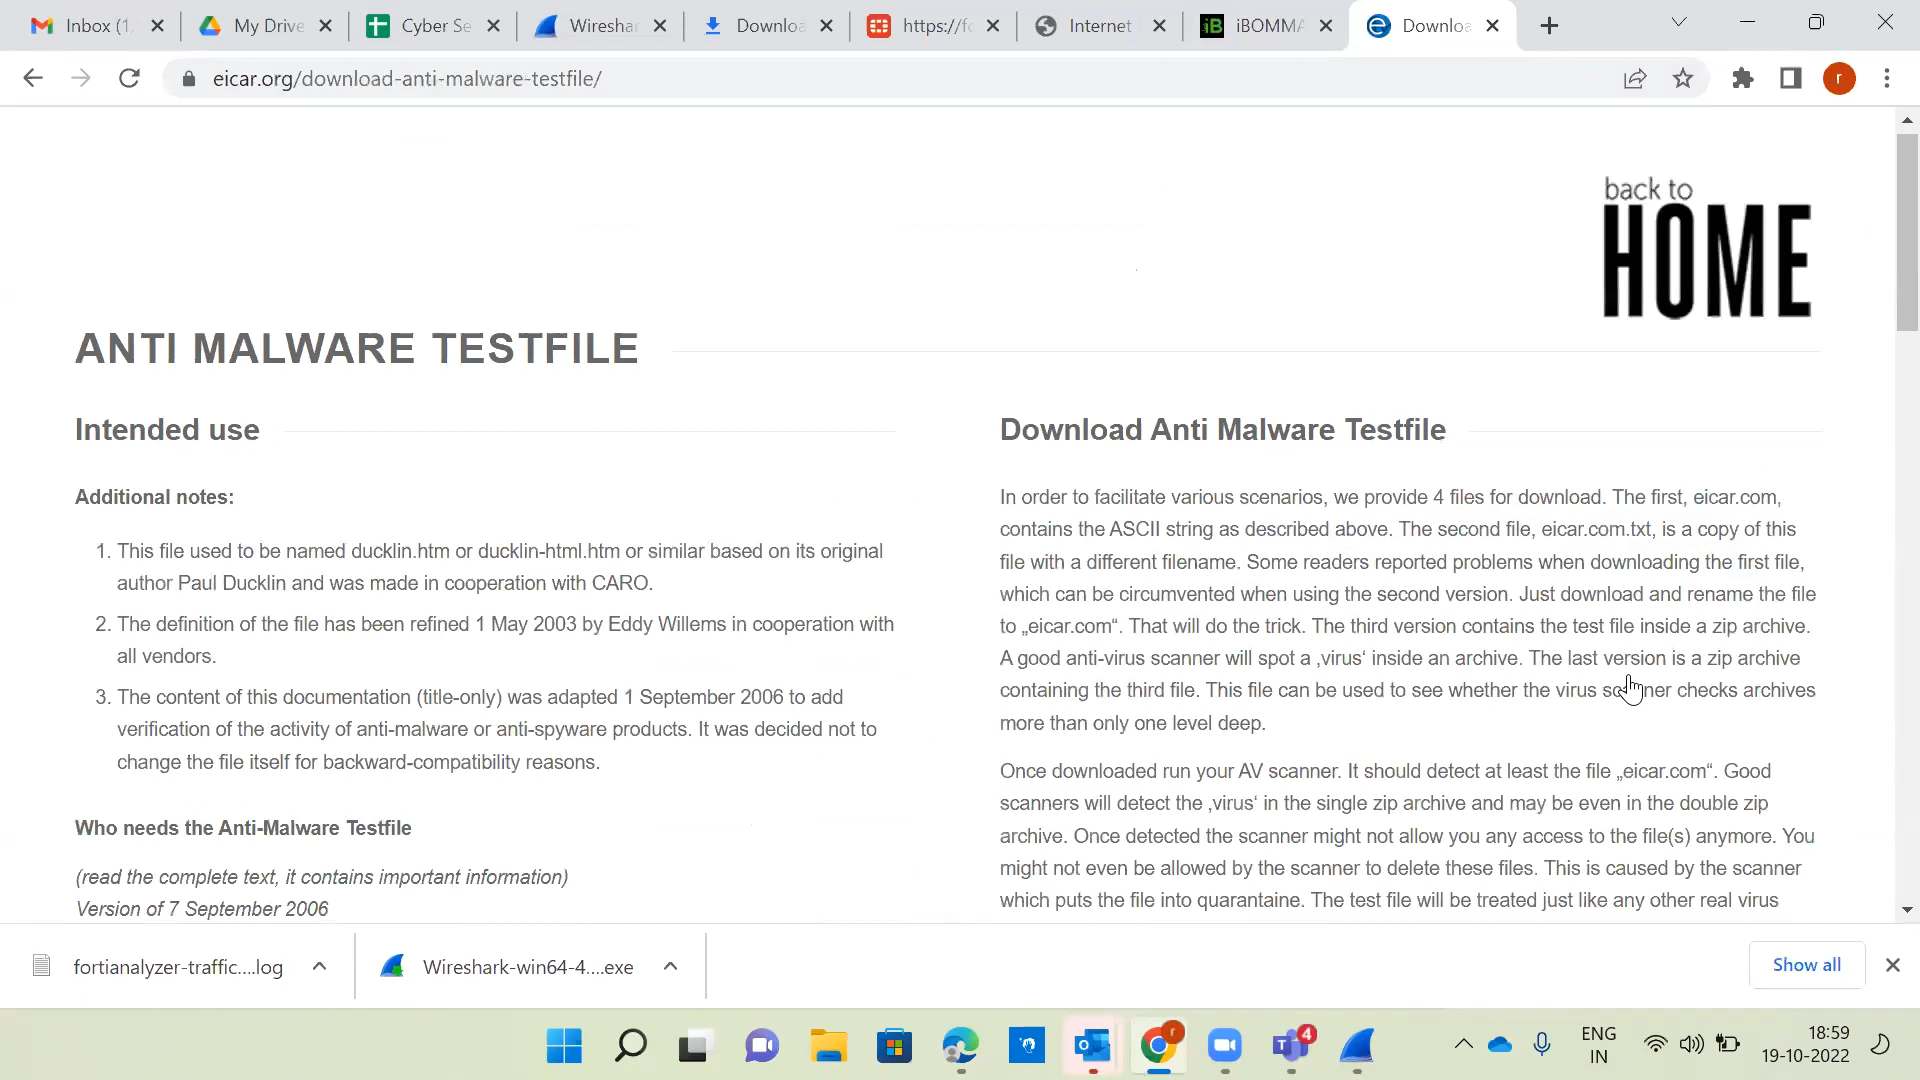 Inbox (1,
My Drive
Cyber Se
Wireshar
Downloa
https://fo
Internet
iB
iBOMMA
Downloa
eicar.org/download-anti-malware-testfile/
r
back to
HOME
ANTI MALWARE TESTFILE
Intended use
Additional notes:
1. This file used to be named ducklin.htm or ducklin-html.htm or similar based on its original
author Paul Ducklin and was made in cooperation with CARO.
2. The definition of the file has been refined 1 May 2003 by Eddy Willems in cooperation with
all vendors.
3. The content of this documentation (title-only) was adapted 1 September 2006 to add
verification of the activity of anti-malware or anti-spyware products. It was decided not to
change the file itself for backward-compatibility reasons.
Who needs the Anti-Malware Testfile
(read the complete text, it contains important information)
Version of 7 September 2006
Download Anti Malware Testfile
In order to facilitate various scenarios, we provide 4 files for download. The first, eicar.com,
contains the ASCII string as described above. The second file, eicar.com.txt, is a copy of this
file with a different filename. Some readers reported problems when downloading the first file,
which can be circumvented when using the second version. Just download and rename the file
to „eicar.com“. That will do the trick. The third version contains the test file inside a zip archive.
A good anti-virus scanner will spot a ‚virus‘ inside an archive. The last version is a zip archive
containing the third file. This file can be used to see whether the virus scanner checks archives
more than only one level deep.
Once downloaded run your AV scanner. It should detect at least the file „eicar.com“. Good
scanners will detect the ‚virus‘ in the single zip archive and may be even in the double zip
archive. Once detected the scanner might not allow you any access to the file(s) anymore. You
might not even be allowed by the scanner to delete these files. This is caused by the scanner
which puts the file into quarantaine. The test file will be treated just like any other real virus
fortianalyzer-traffic....log
Wireshark-win64-4....exe
Show all
r
4
ENG
IN
18:59
19-10-2022